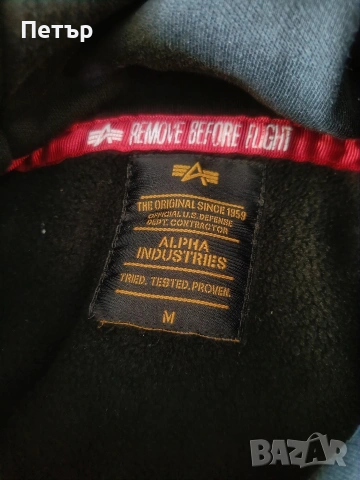 Петър
REMOVE BEFORE FLIGHT
THE ORIGINAL SINCE 1959
OFFICIAL U.S. DEFENSE
DEPT. CONTRACTOR
ALPHA
INDUSTRIES
TRIED. TESTED. PROVEN.
M
BAZAR